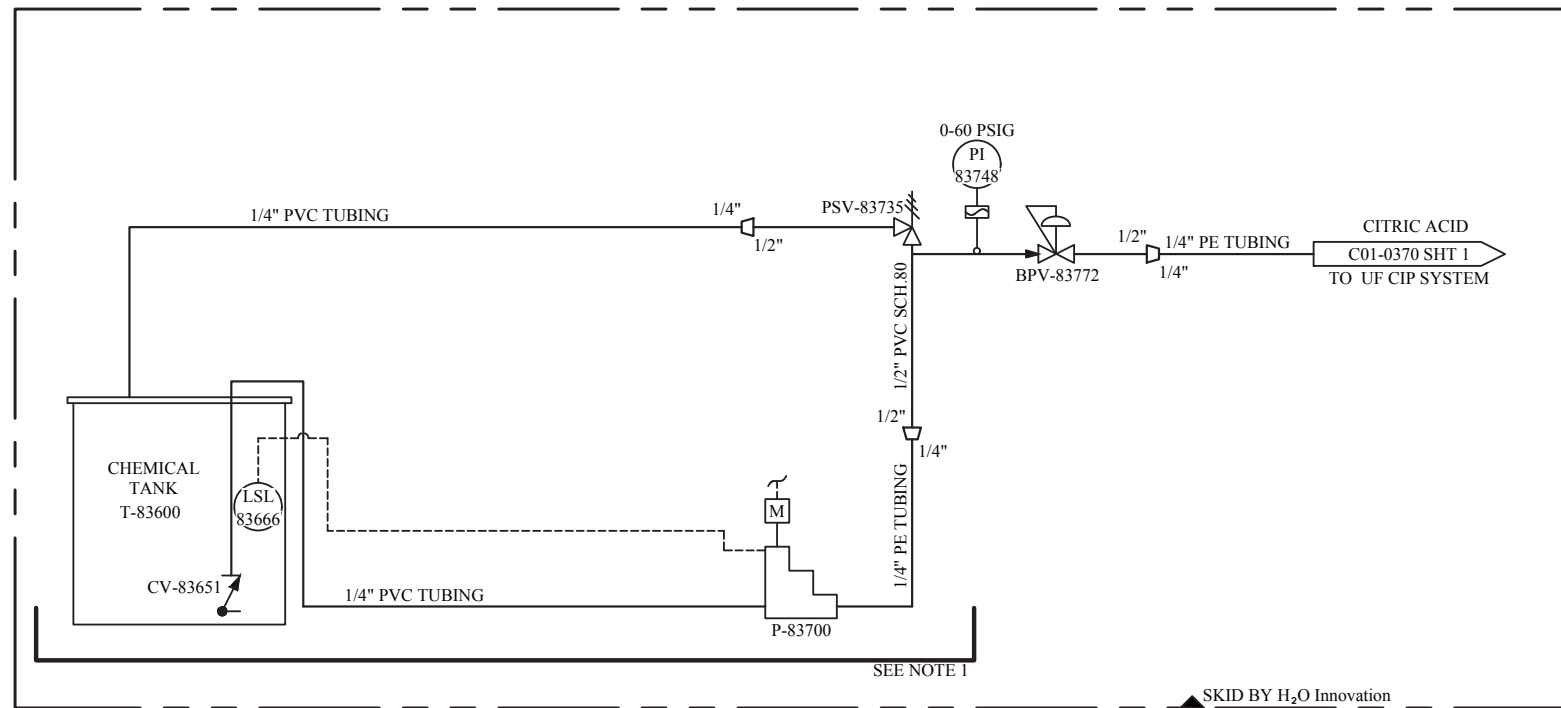 0-60 PSIG
PI
83748
PSV-83735
1/4" PVC TUBING
1/4"
1/2"
1/2"
1/4" PE TUBING
1/4"
BPV-83772
CITRIC ACID
C01-0370 SHT 1
TO UF CIP SYSTEM
1/2" PVC SCH.80
1/2"
1/4"
1/4" PE TUBING
CHEMICAL
TANK
T-83600
LSL
83666
M
CV-83651
1/4" PVC TUBING
P-83700
SEE NOTE 1
SKID BY H₂O Innovation